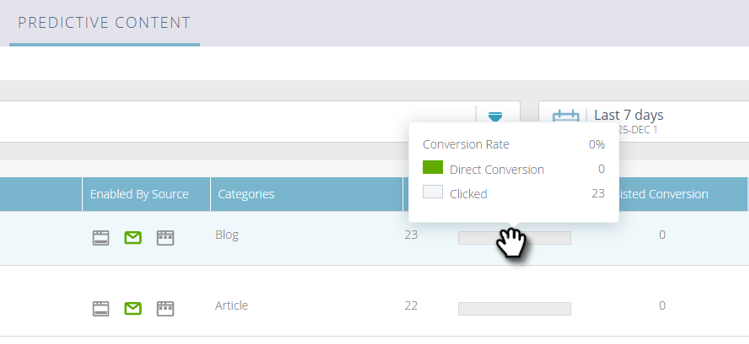 PREDICTIVE CONTENT
Last 7 days
25-DEC 1
Conversion Rate 0%
Direct Conversion 0
Clicked 23
Enabled By Source Categories Conversion
Blog 23 0
Article 22 0